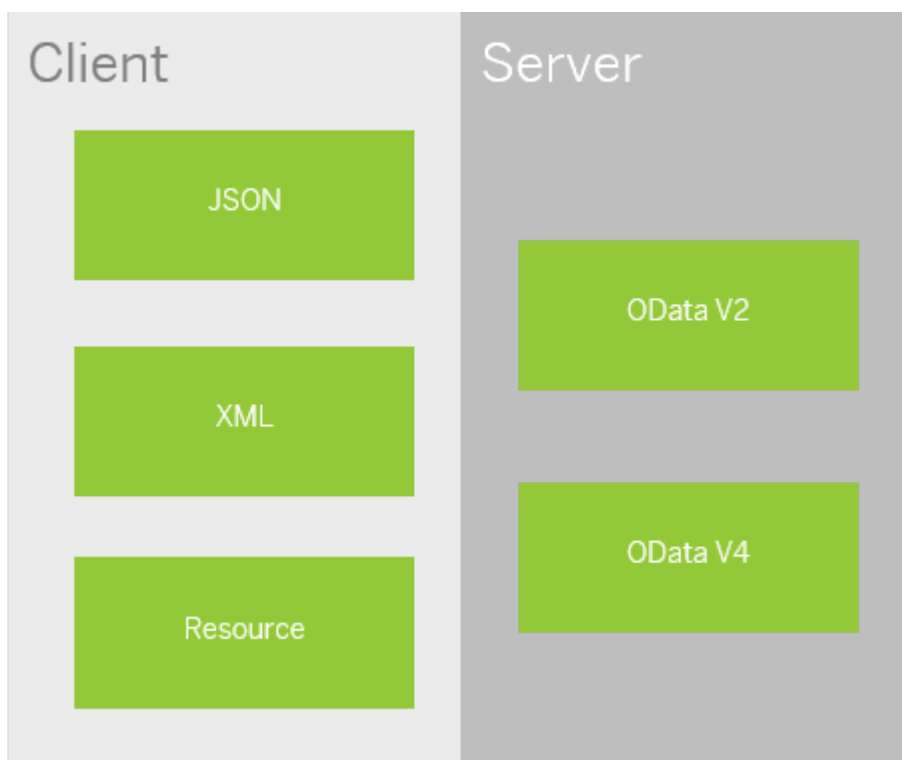 Client
JSON
XML
Resource
Server
OData V2
OData V4